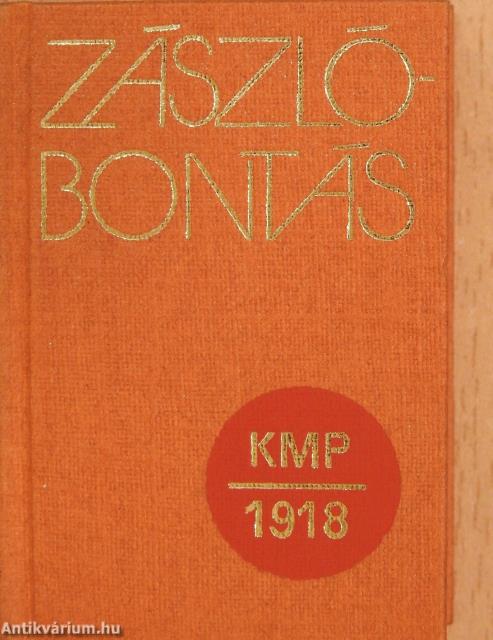 ZÁSZLÓ-
BONTÁS
KMP
1918
Antikvárium.hu